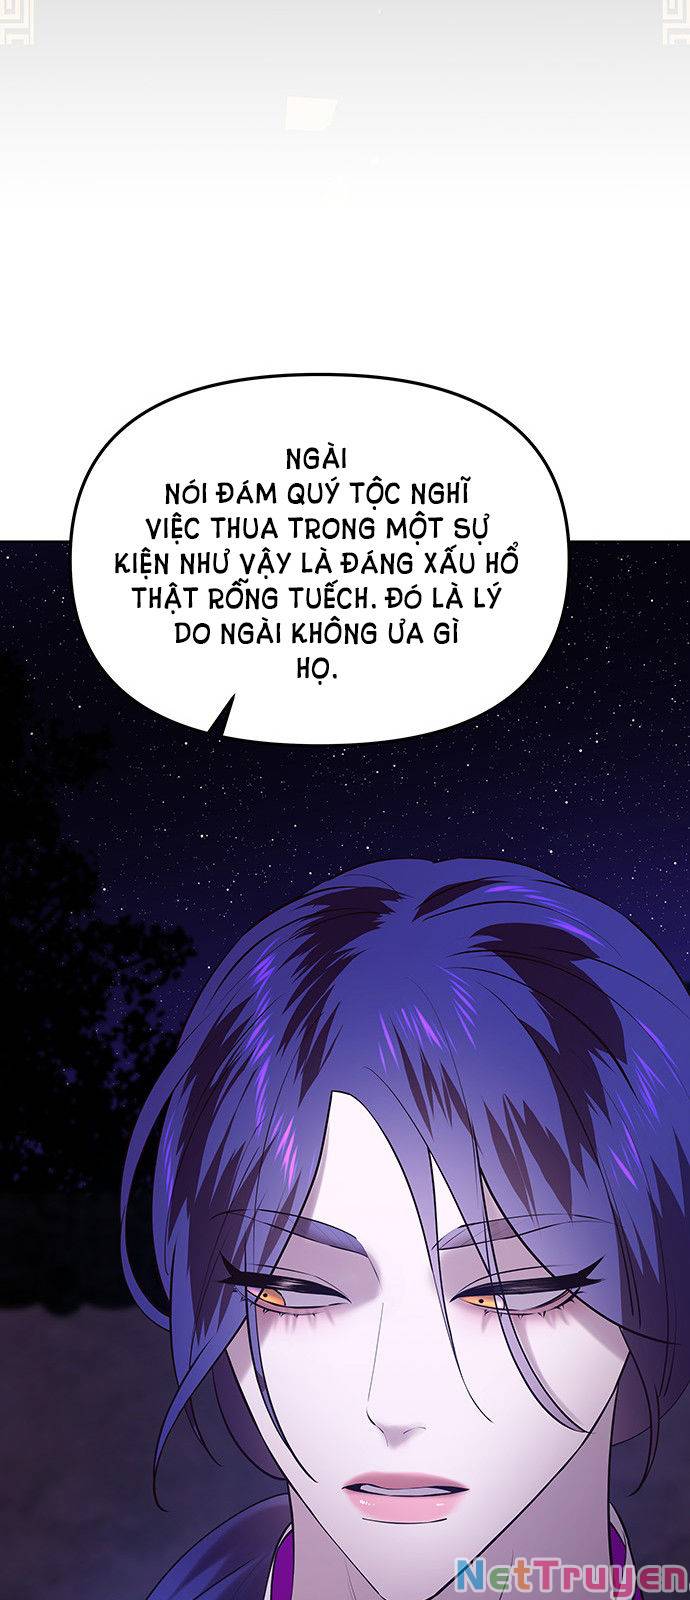 NGÀI
NÓI ĐÁM QUÝ TỘC NGHĨ
VIỆC THUA TRONG MỘT SỰ
KIỆN NHƯ VẬY LÀ ĐÁNG XẤU HỔ
THẬT RỖNG TUẾCH. ĐÓ LÀ LÝ
DO NGÀI KHÔNG ƯA GÌ
HỌ.
NetTruyen